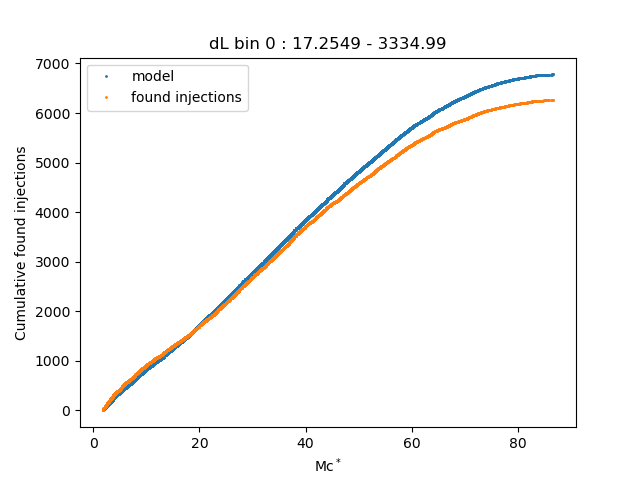 dL bin 0 : 17.2549 - 3334.99
model
found injections
Cumulative found injections
7000
6000
5000
4000
3000
2000
1000
0
0 20 40 60 80
Mc*